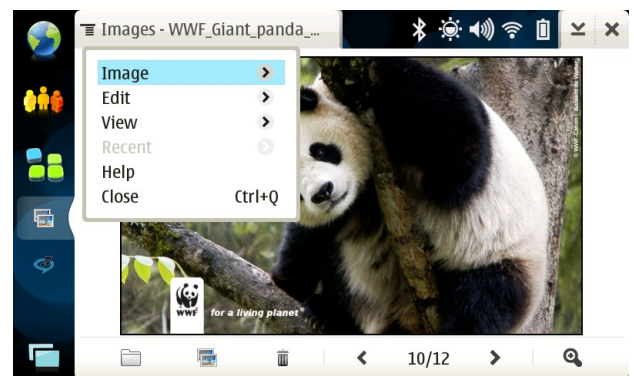 Images - WWF_Giant_panda_...
Image
Edit
View
Recent
Help
Close Ctrl+Q
WWF
for a living planet®
10/12